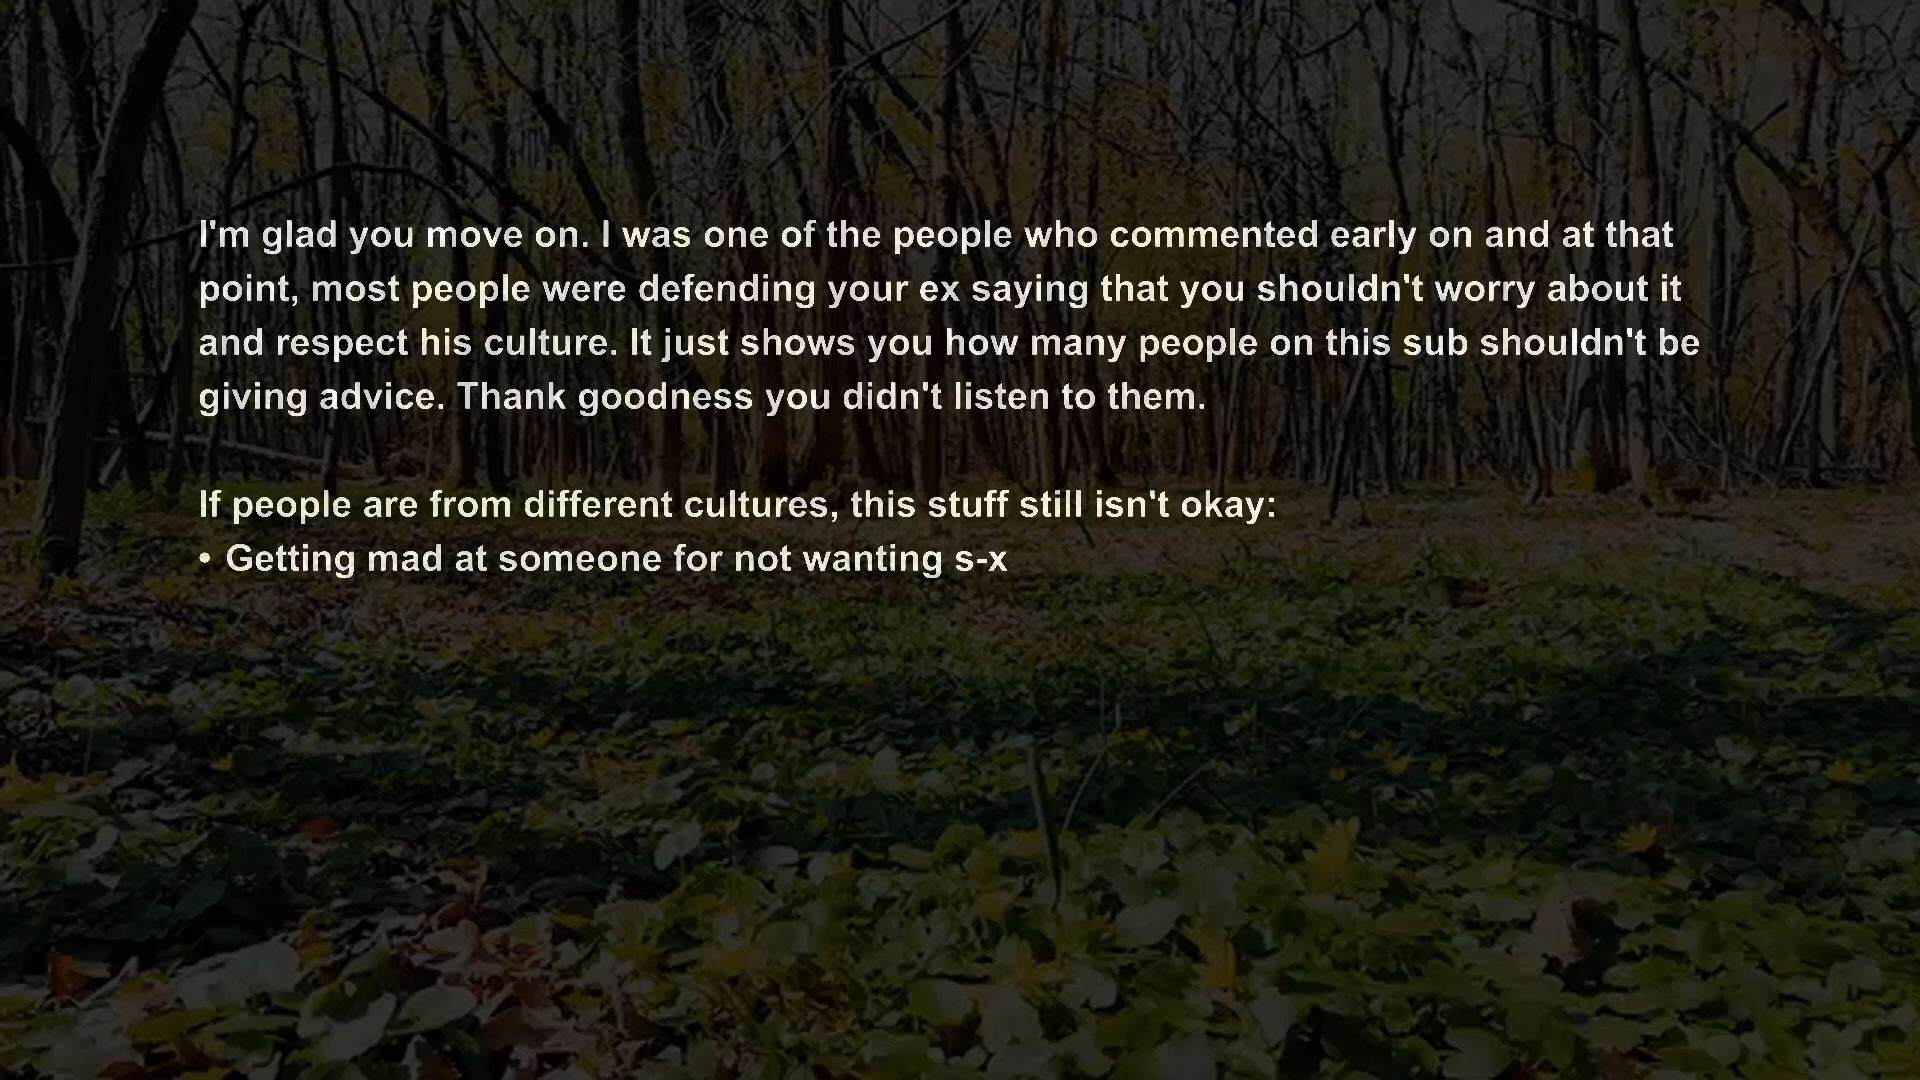 I'm glad you move on. I was one of the people who commented early on and at that
point, most people were defending your ex saying that you shouldn't worry about it
and respect his culture. It just shows you how many people on this sub shouldn't be
giving advice. Thank goodness you didn't listen to them.
If people are from different cultures, this stuff still isn't okay:
• Getting mad at someone for not wanting s-x